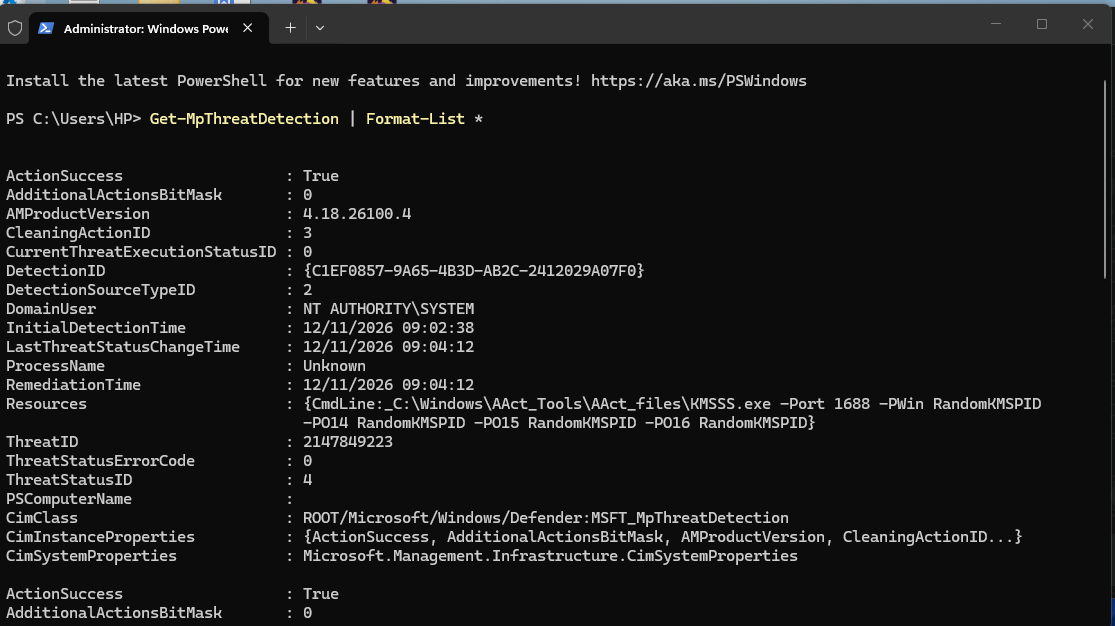 Administrator: Windows Powe
Install the latest PowerShell for new features and improvements! https://aka.ms/PSWindows
PS C:\Users\HP> Get-MpThreatDetection | Format-List *
ActionSuccess : True
AdditionalActionsBitMask : 0
AMProductVersion : 4.18.26100.4
CleaningActionID : 3
CurrentThreatExecutionStatusID : 0
DetectionID : {C1EF0857-9A65-4B3D-AB2C-2412029A07F0}
DetectionSourceTypeID : 2
DomainUser : NT AUTHORITY\SYSTEM
InitialDetectionTime : 12/11/2026 09:02:38
LastThreatStatusChangeTime : 12/11/2026 09:04:12
ProcessName : Unknown
RemediationTime : 12/11/2026 09:04:12
Resources : {CmdLine:_C:\Windows\AAct_Tools\AAct_files\KMSSS.exe -Port 1688 -PWin RandomKMSPID
-PO14 RandomKMSPID -PO15 RandomKMSPID -PO16 RandomKMSPID}
ThreatID : 2147849223
ThreatStatusErrorCode : 0
ThreatStatusID : 4
PSComputerName :
CimClass : ROOT/Microsoft/Windows/Defender:MSFT_MpThreatDetection
CimInstanceProperties : {ActionSuccess, AdditionalActionsBitMask, AMProductVersion, CleaningActionID...}
CimSystemProperties : Microsoft.Management.Infrastructure.CimSystemProperties
ActionSuccess : True
AdditionalActionsBitMask : 0